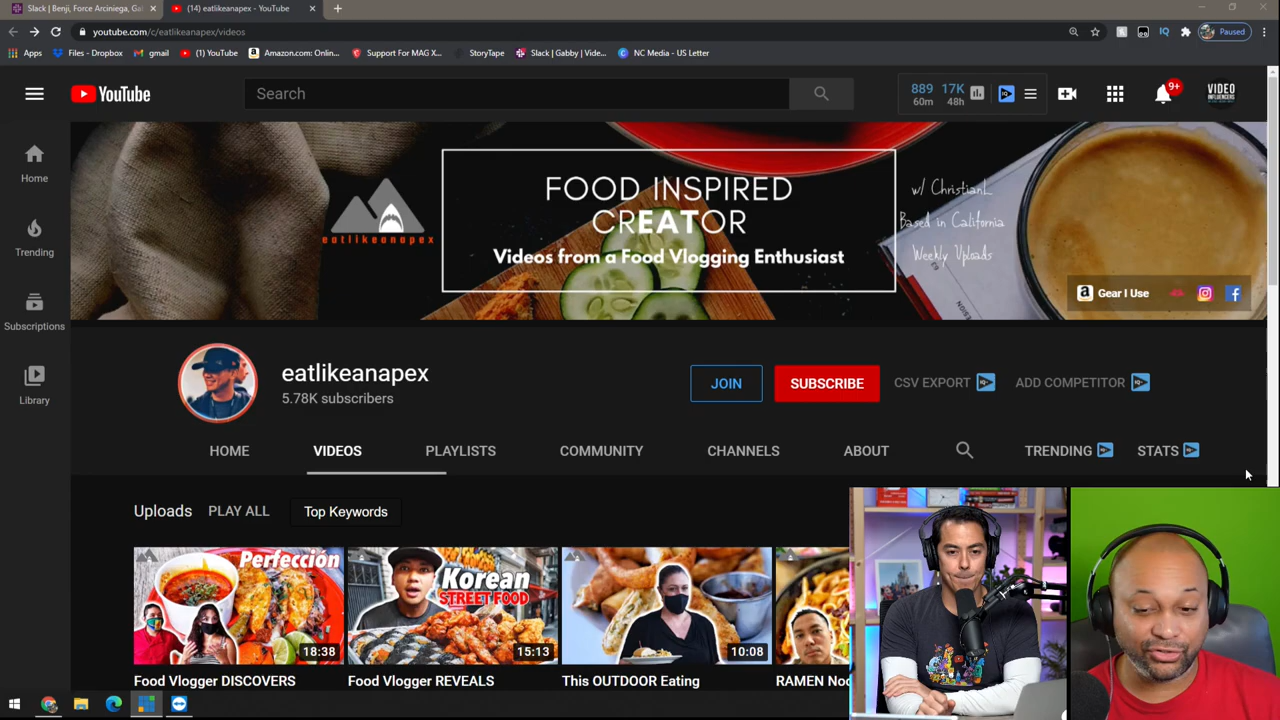 Slack | Benji, Force Arciniega, Ga
(14) eatlikeanapex - YouTube
youtube.com/c/eatlikeanapex/videos
Paused
Apps
Files - Dropbox
gmail
(1) YouTube
Amazon.com: Onlin...
Support For MAG X...
StoryTape
Slack | Gabby | Vide...
NC Media - US Letter
YouTube
Search
889
60m
17K
48h
IQ
9+
VIDEO
INFLUENCERS
Home
Trending
Subscriptions
Library
eatlikeanapex
FOOD INSPIRED
CREATOR
Videos from a Food Vlogging Enthusiast
w/ ChristianL
Based in California
Weekly Uploads
Gear I Use
eatlikeanapex
5.78K subscribers
JOIN
SUBSCRIBE
CSV EXPORT
ADD COMPETITOR
HOME
VIDEOS
PLAYLISTS
COMMUNITY
CHANNELS
ABOUT
TRENDING
STATS
Uploads
PLAY ALL
Top Keywords
Perfección
18:38
Korean
STREET FOOD
15:13
10:08
Food Vlogger DISCOVERS
Food Vlogger REVEALS
This OUTDOOR Eating
RAMEN Noo